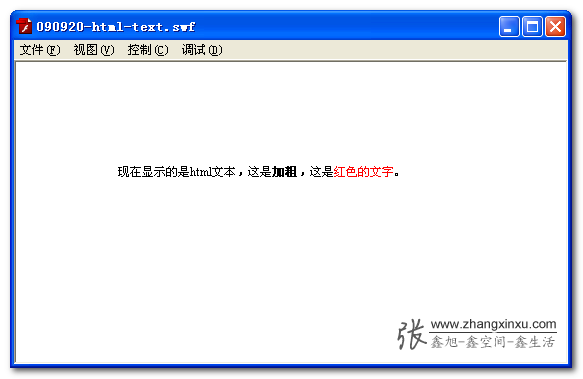 090920-html-text.swf
文件(F) 视图(V) 控制(C) 调试(D)
现在显示的是html文本，这是加粗，这是红色的文字。
张 www.zhangxinxu.com
鑫旭-鑫空间-鑫生活